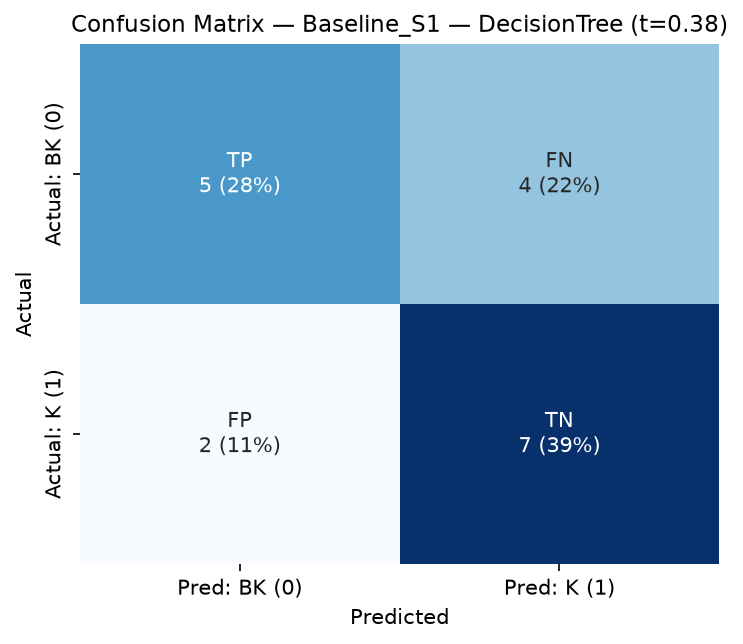 Confusion Matrix — Baseline_S1 — DecisionTree (t=0.38)
Actual: BK (0)
TP
5 (28%)
FN
4 (22%)
Actual
Actual: K (1)
FP
2 (11%)
TN
7 (39%)
Pred: BK (0)
Pred: K (1)
Predicted